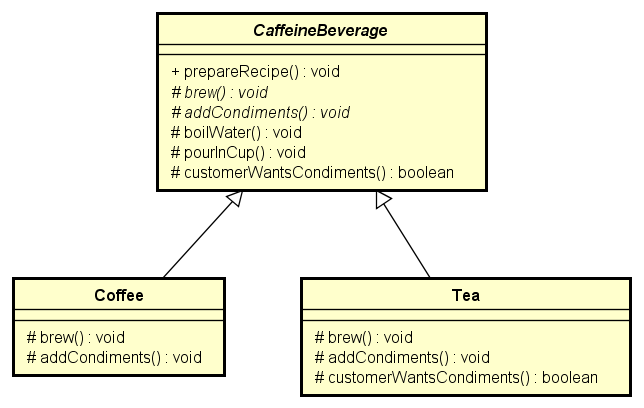 CaffeineBeverage
+ prepareRecipe() : void
# brew() : void
# addCondiments() : void
# boilWater() : void
# pourInCup() : void
# customerWantsCondiments() : boolean
Coffee
# brew() : void
# addCondiments() : void
Tea
# brew() : void
# addCondiments() : void
# customerWantsCondiments() : boolean